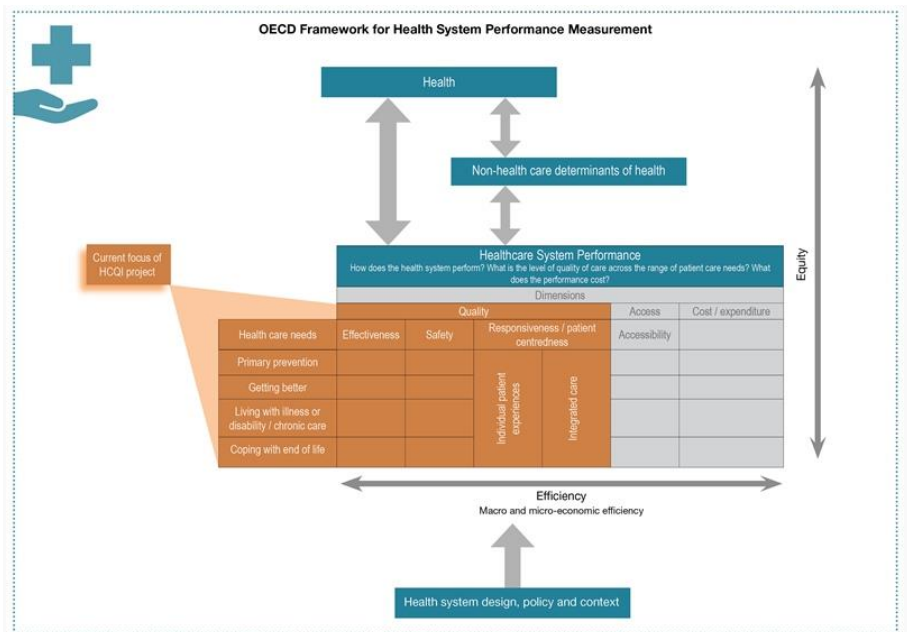 OECD Framework for Health System Performance Measurement
Health
Non-health care determinants of health
Current focus of
HCQI project
Healthcare System Performance
How does the health system perform? What is the level of quality of care across the range of patient care needs? What
does the performance cost?
Dimensions
Quality
Access
Cost / expenditure
Health care needs
Effectiveness
Safety
Responsiveness / patient
centredness
Accessibility
Primary prevention
Getting better
Living with illness or
disability / chronic care
Coping with end of life
Individual patient
experiences
Integrated care
Equity
Efficiency
Macro and micro-economic efficiency
Health system design, policy and context